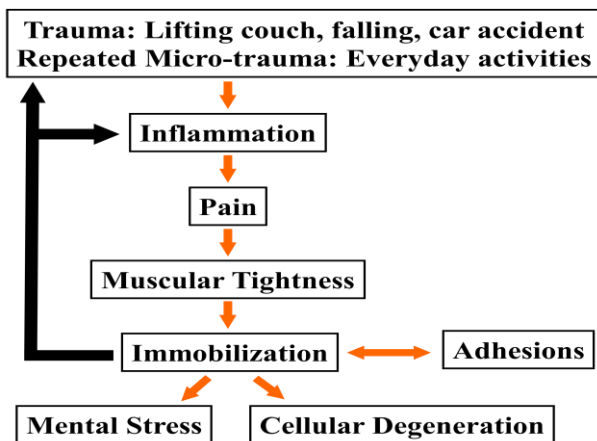 Trauma: Lifting couch, falling, car accident
Repeated Micro-trauma: Everyday activities
Inflammation
Pain
Muscular Tightness
Immobilization
Adhesions
Mental Stress
Cellular Degeneration